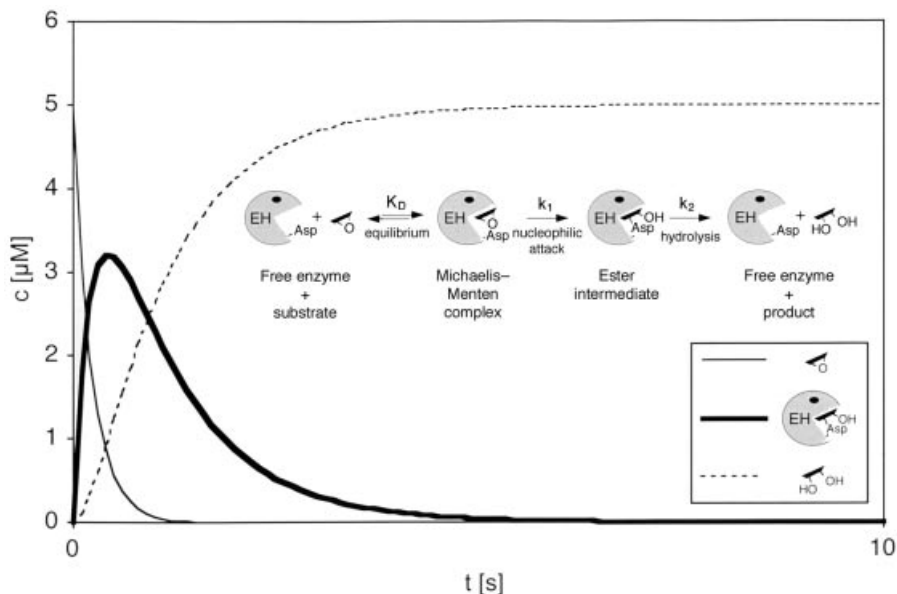 6
5
4
3
2
1
0
c [µM]
0
10
t [s]
EH
Asp
+
O
K_D
equilibrium
EH
O
Asp
k₁
nucleophilic
attack
EH
OH
Asp
k₂
hydrolysis
EH
Asp
+
HO
OH
Free enzyme
+
substrate
Michaelis–
Menten
complex
Ester
intermediate
Free enzyme
+
product
O
EH
OH
Asp
HO
OH